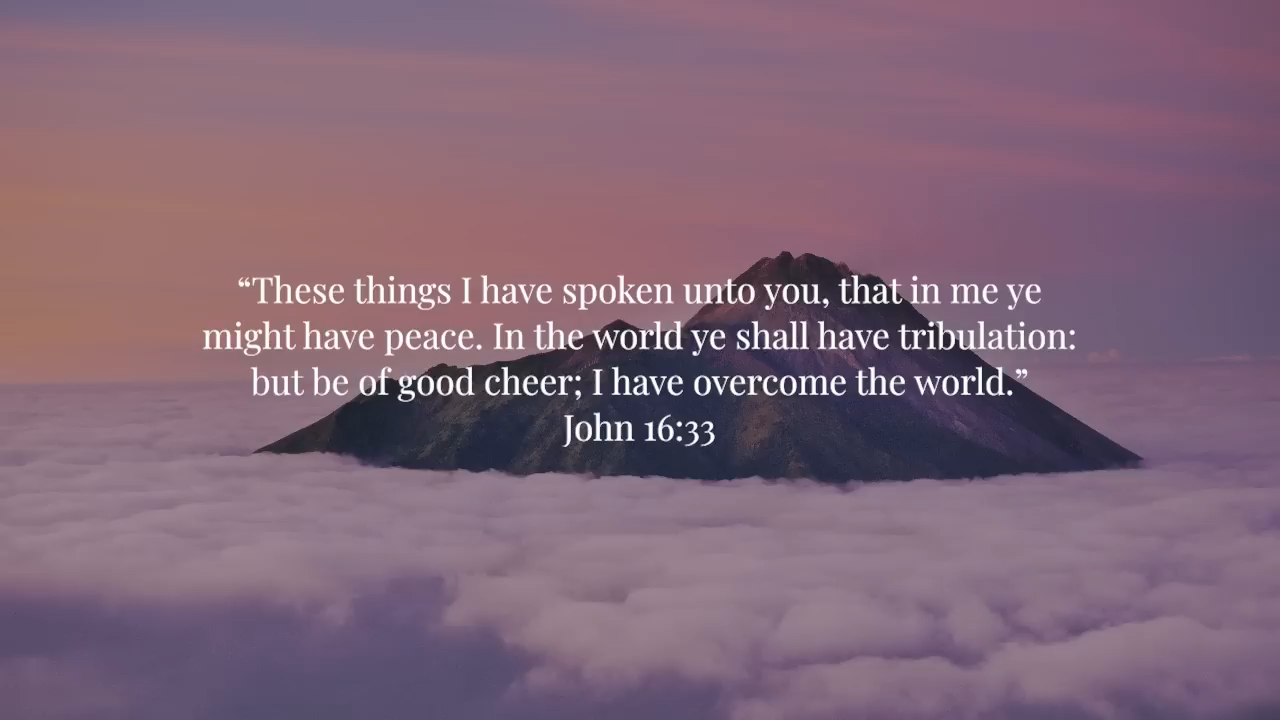 “These things I have spoken unto you, that in me ye
might have peace. In the world ye shall have tribulation:
but be of good cheer; I have overcome the world.”
John 16:33